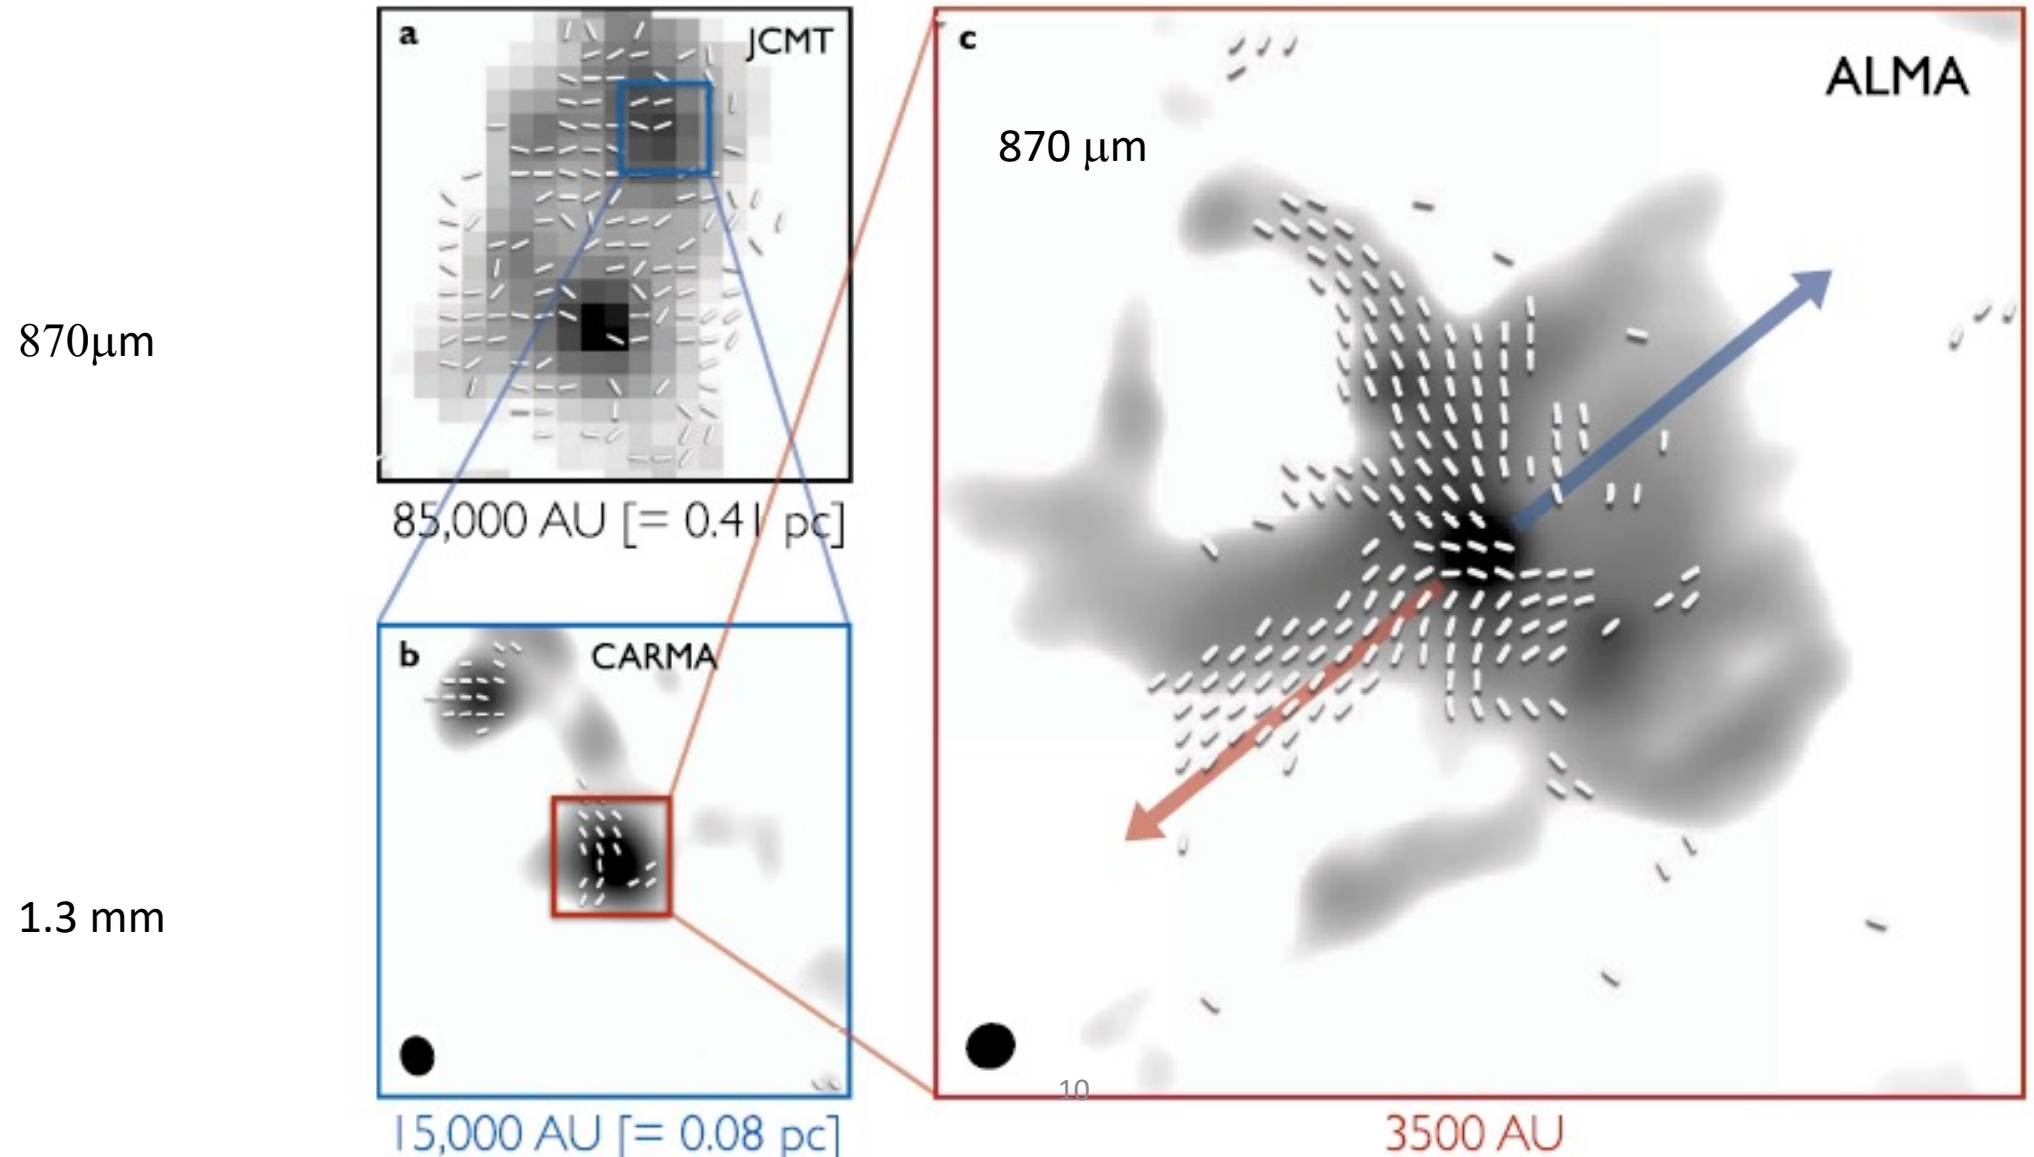 a
JCMT
870μm
85,000 AU [= 0.41 pc]
b
CARMA
1.3 mm
15,000 AU [= 0.08 pc]
c
ALMA
870 μm
10
3500 AU